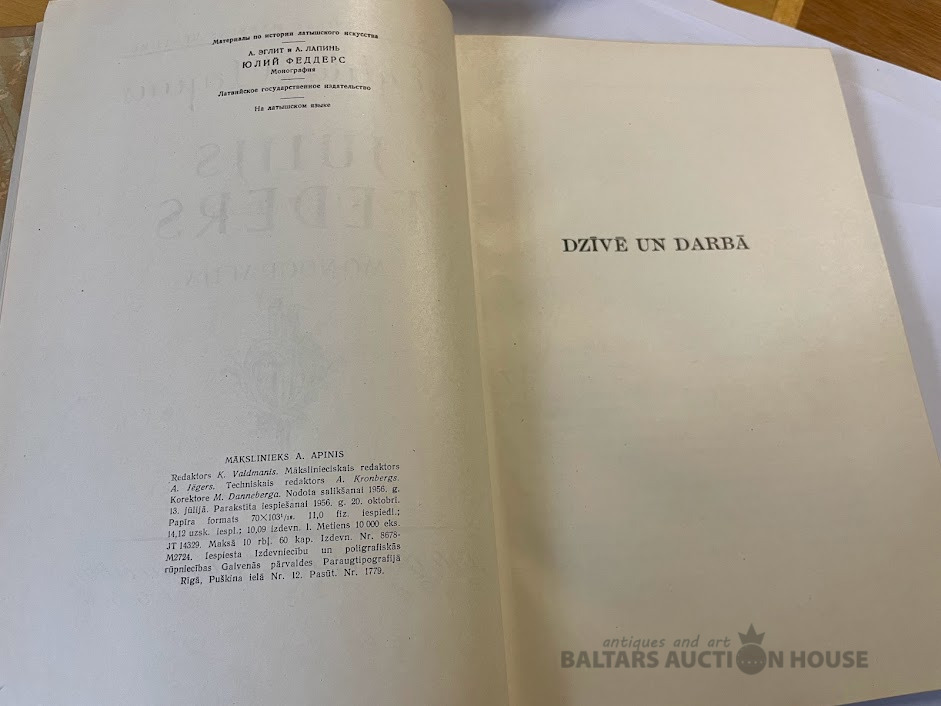 Материалы по истории латышского искусства
А. ЭГЛИТ и А. ЛАПИНЬ
ЮЛИЙ ФЕДДЕРС
Монография
Латвийское государственное издательство
На латышском языке
JULIJS
FEDERS
MONOGRAFIJA
MĀKSLINIEKS A. APINIS
Redaktors K. Valdmanis. Mākslinieciskais redaktors
A. Jēgers. Techniskais redaktors A. Kronbergs.
Korektore M. Danneberga. Nodota salikšanai 1956. g.
13. jūlijā. Parakstīta iespiešanai 1956. g. 20. oktobrī.
Papīra formats 70×103¹/₁₆. 11,0 fiz. iespiedl.;
14,12 uzsk. iespl.; 10,09 izdevn. l. Metiens 10 000 eks.
JT 14329. Maksā 10 rbļ. 60 kap. Izdevn. Nr. 8678-
M2724. Iespiesta Izdevniecību un poligrafiskās
rūpniecības Galvenās pārvaldes Paraugtipografijā
Rīgā, Puškina ielā Nr. 12. Pasūt. Nr. 1779.
DZĪVĒ UN DARBĀ
antiques and art
BALTARS AUCTION HOUSE